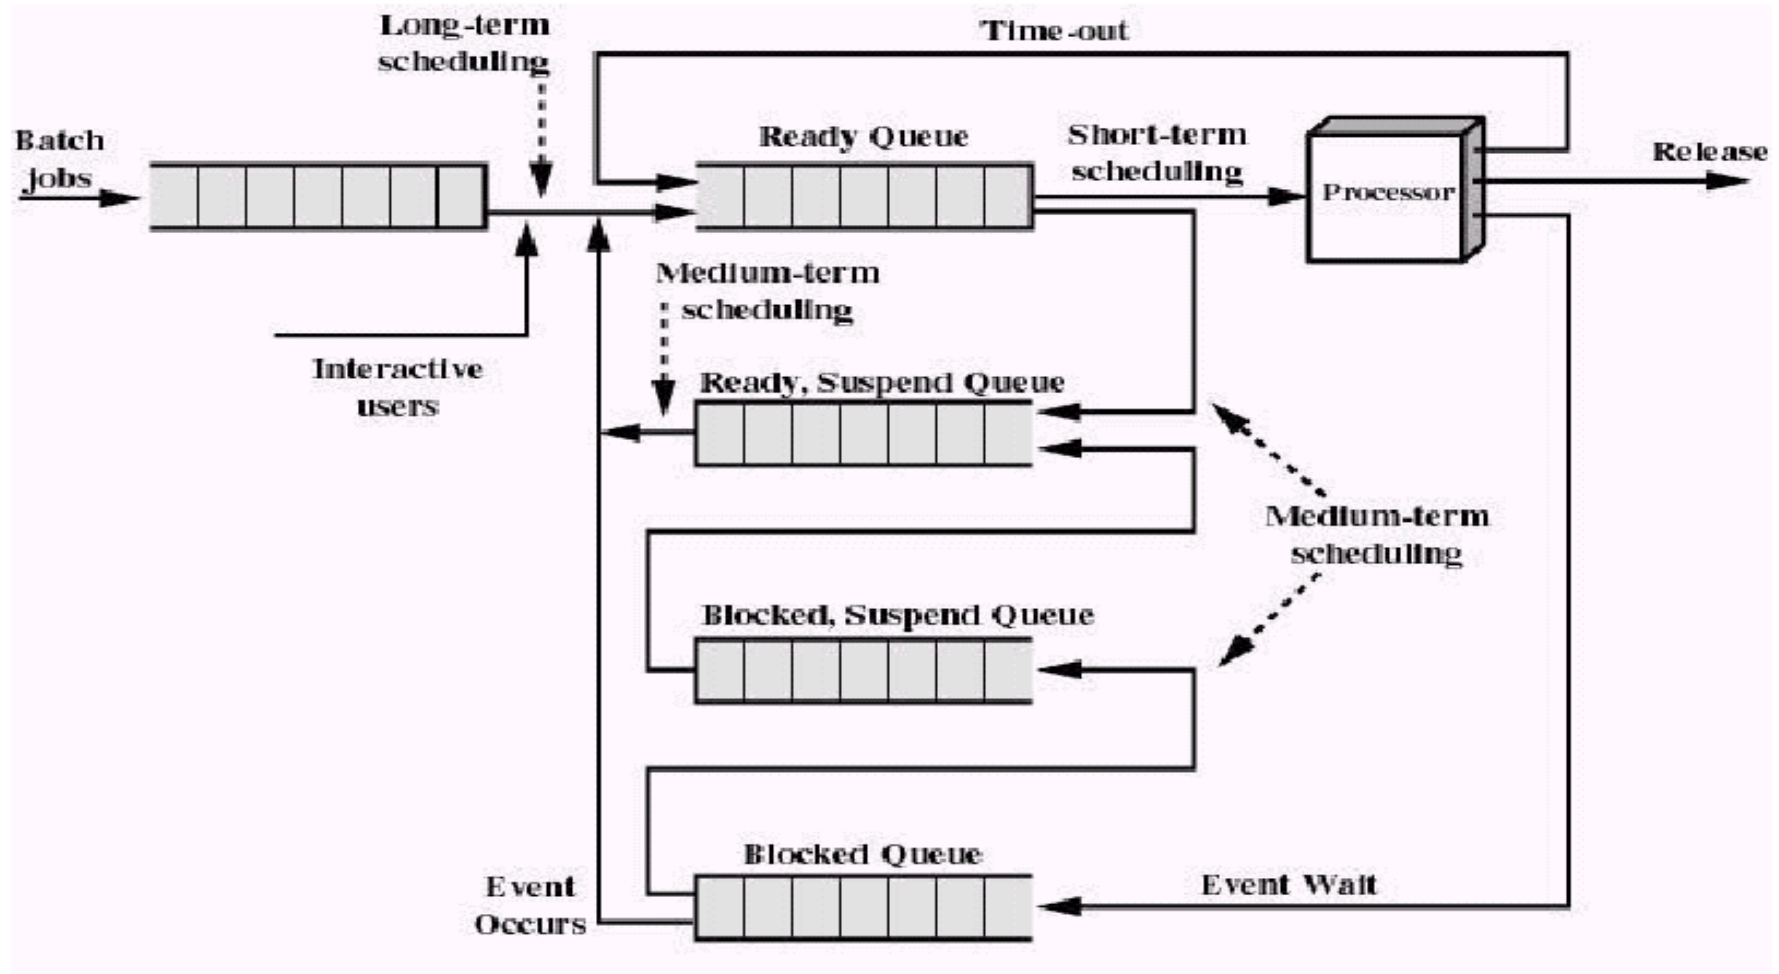 Long-term
scheduling
Time-out
Batch
jobs
Ready Queue
Short-term
scheduling
Processor
Release
Medium-term
scheduling
Interactive
users
Ready, Suspend Queue
Medium-term
scheduling
Blocked, Suspend Queue
Blocked Queue
Event
Occurs
Event Wait